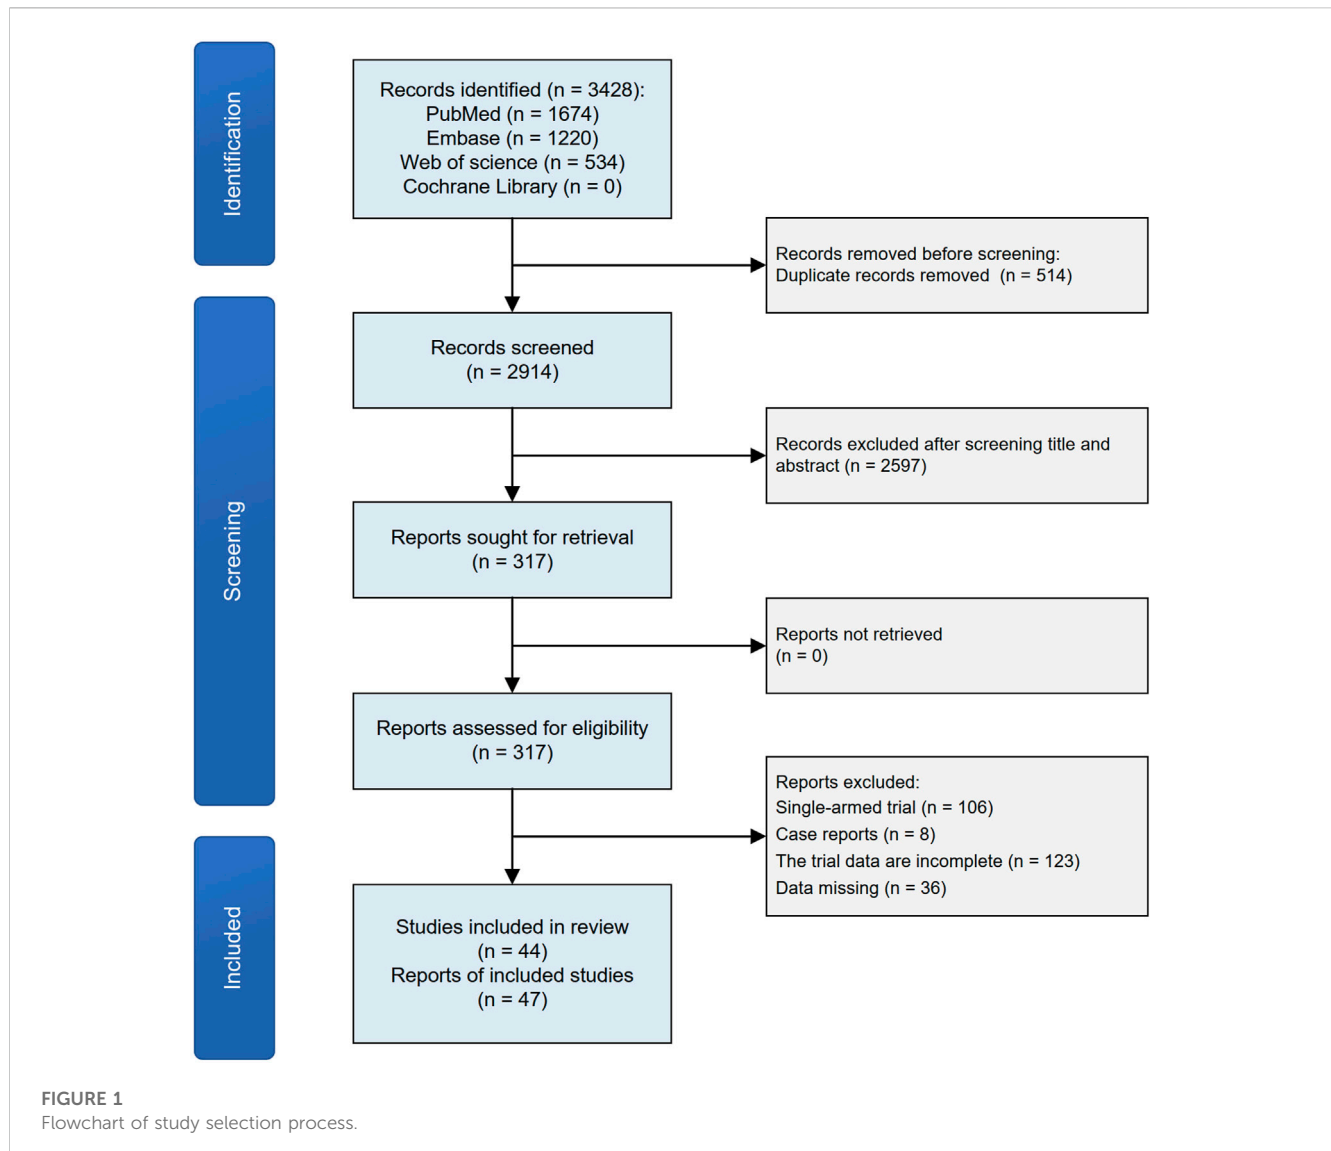 Identification
Records identified (n = 3428):
PubMed (n = 1674)
Embase (n = 1220)
Web of science (n = 534)
Cochrane Library (n = 0)
Records removed before screening:
Duplicate records removed (n = 514)
Screening
Records screened
(n = 2914)
Records excluded after screening title and
abstract (n = 2597)
Reports sought for retrieval
(n = 317)
Reports not retrieved
(n = 0)
Reports assessed for eligibility
(n = 317)
Reports excluded:
Single-armed trial (n = 106)
Case reports (n = 8)
The trial data are incomplete (n = 123)
Data missing (n = 36)
Included
Studies included in review
(n = 44)
Reports of included studies
(n = 47)
FIGURE 1
Flowchart of study selection process.